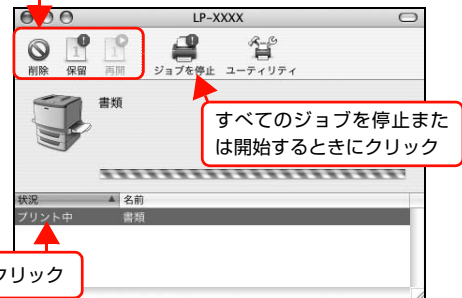 LP-XXXX
削除 保留 再開 ジョブを停止 ユーティリティ
書類
すべてのジョブを停止また
は開始するときにクリック
状況 名前
プリント中 書類
クリック